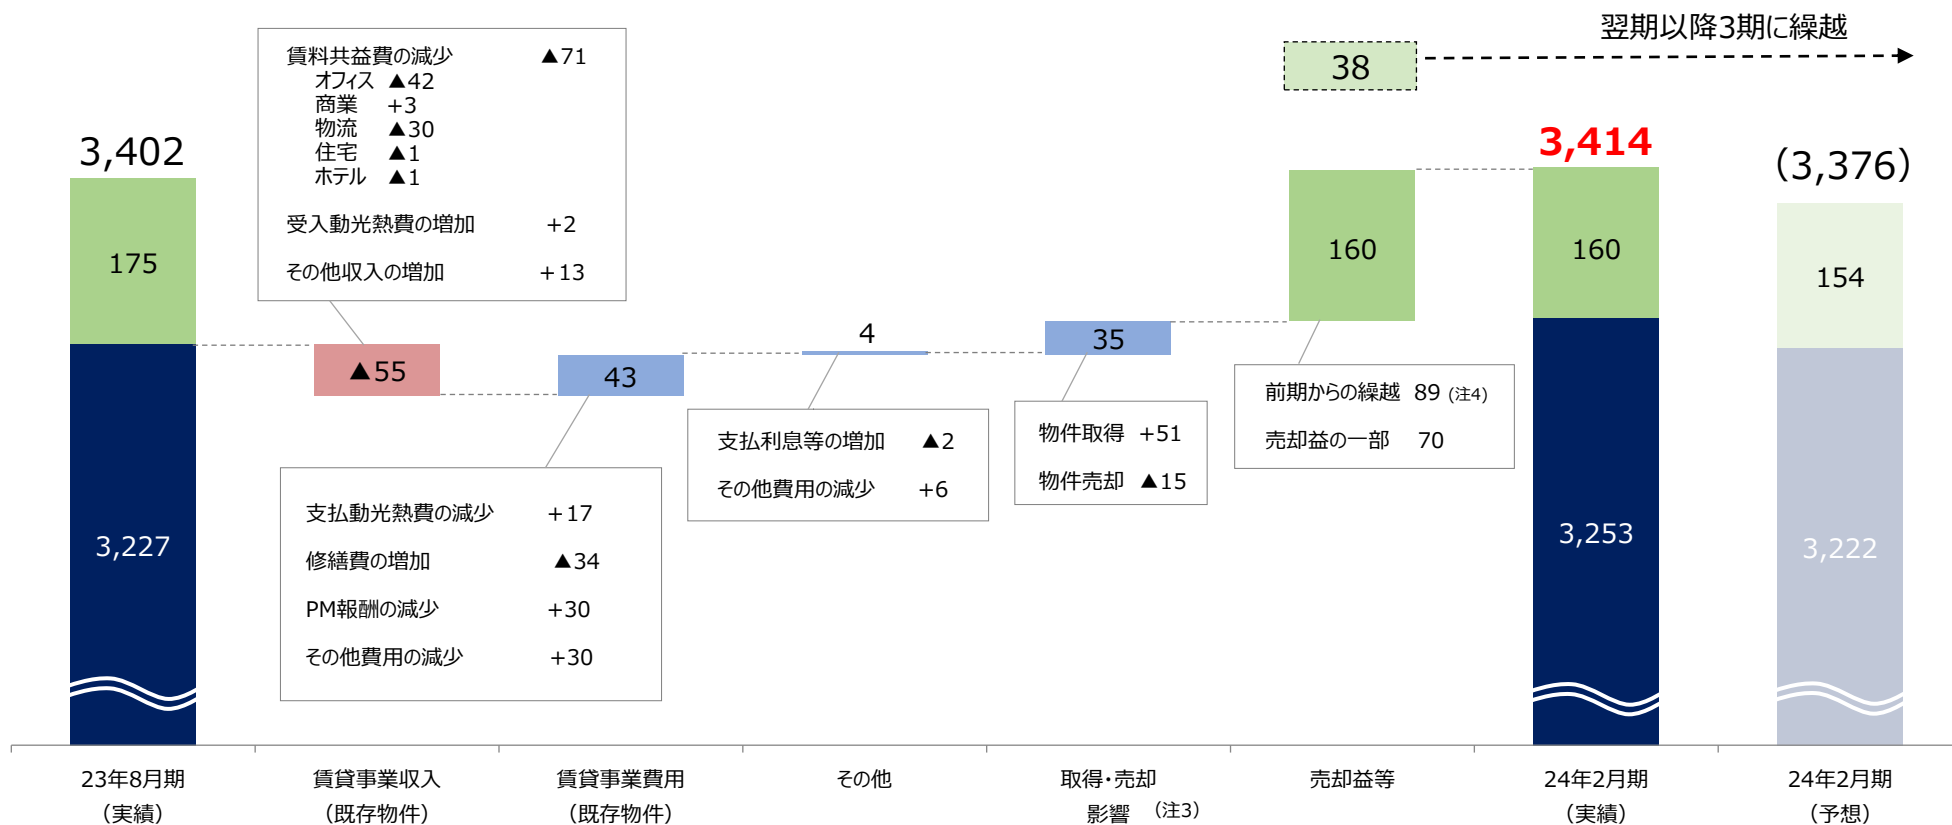 翌期以降3期に繰越
38
賃料共益費の減少 ▲71
オフィス ▲42
商業 +3
物流 ▲30
住宅 ▲1
ホテル ▲1
受入動光熱費の増加 +2
その他収入の増加 +13
3,402
175
3,227
▲55
43
支払動光熱費の減少 +17
修繕費の増加 ▲34
PM報酬の減少 +30
その他費用の減少 +30
4
支払利息等の増加 ▲2
その他費用の減少 +6
35
物件取得 +51
物件売却 ▲15
160
前期からの繰越 89 (注4)
売却益の一部 70
3,414
160
3,253
(3,376)
154
3,222
23年8月期
(実績)
賃貸事業収入
(既存物件)
賃貸事業費用
(既存物件)
その他
取得・売却
影響 (注3)
売却益等
24年2月期
(実績)
24年2月期
(予想)